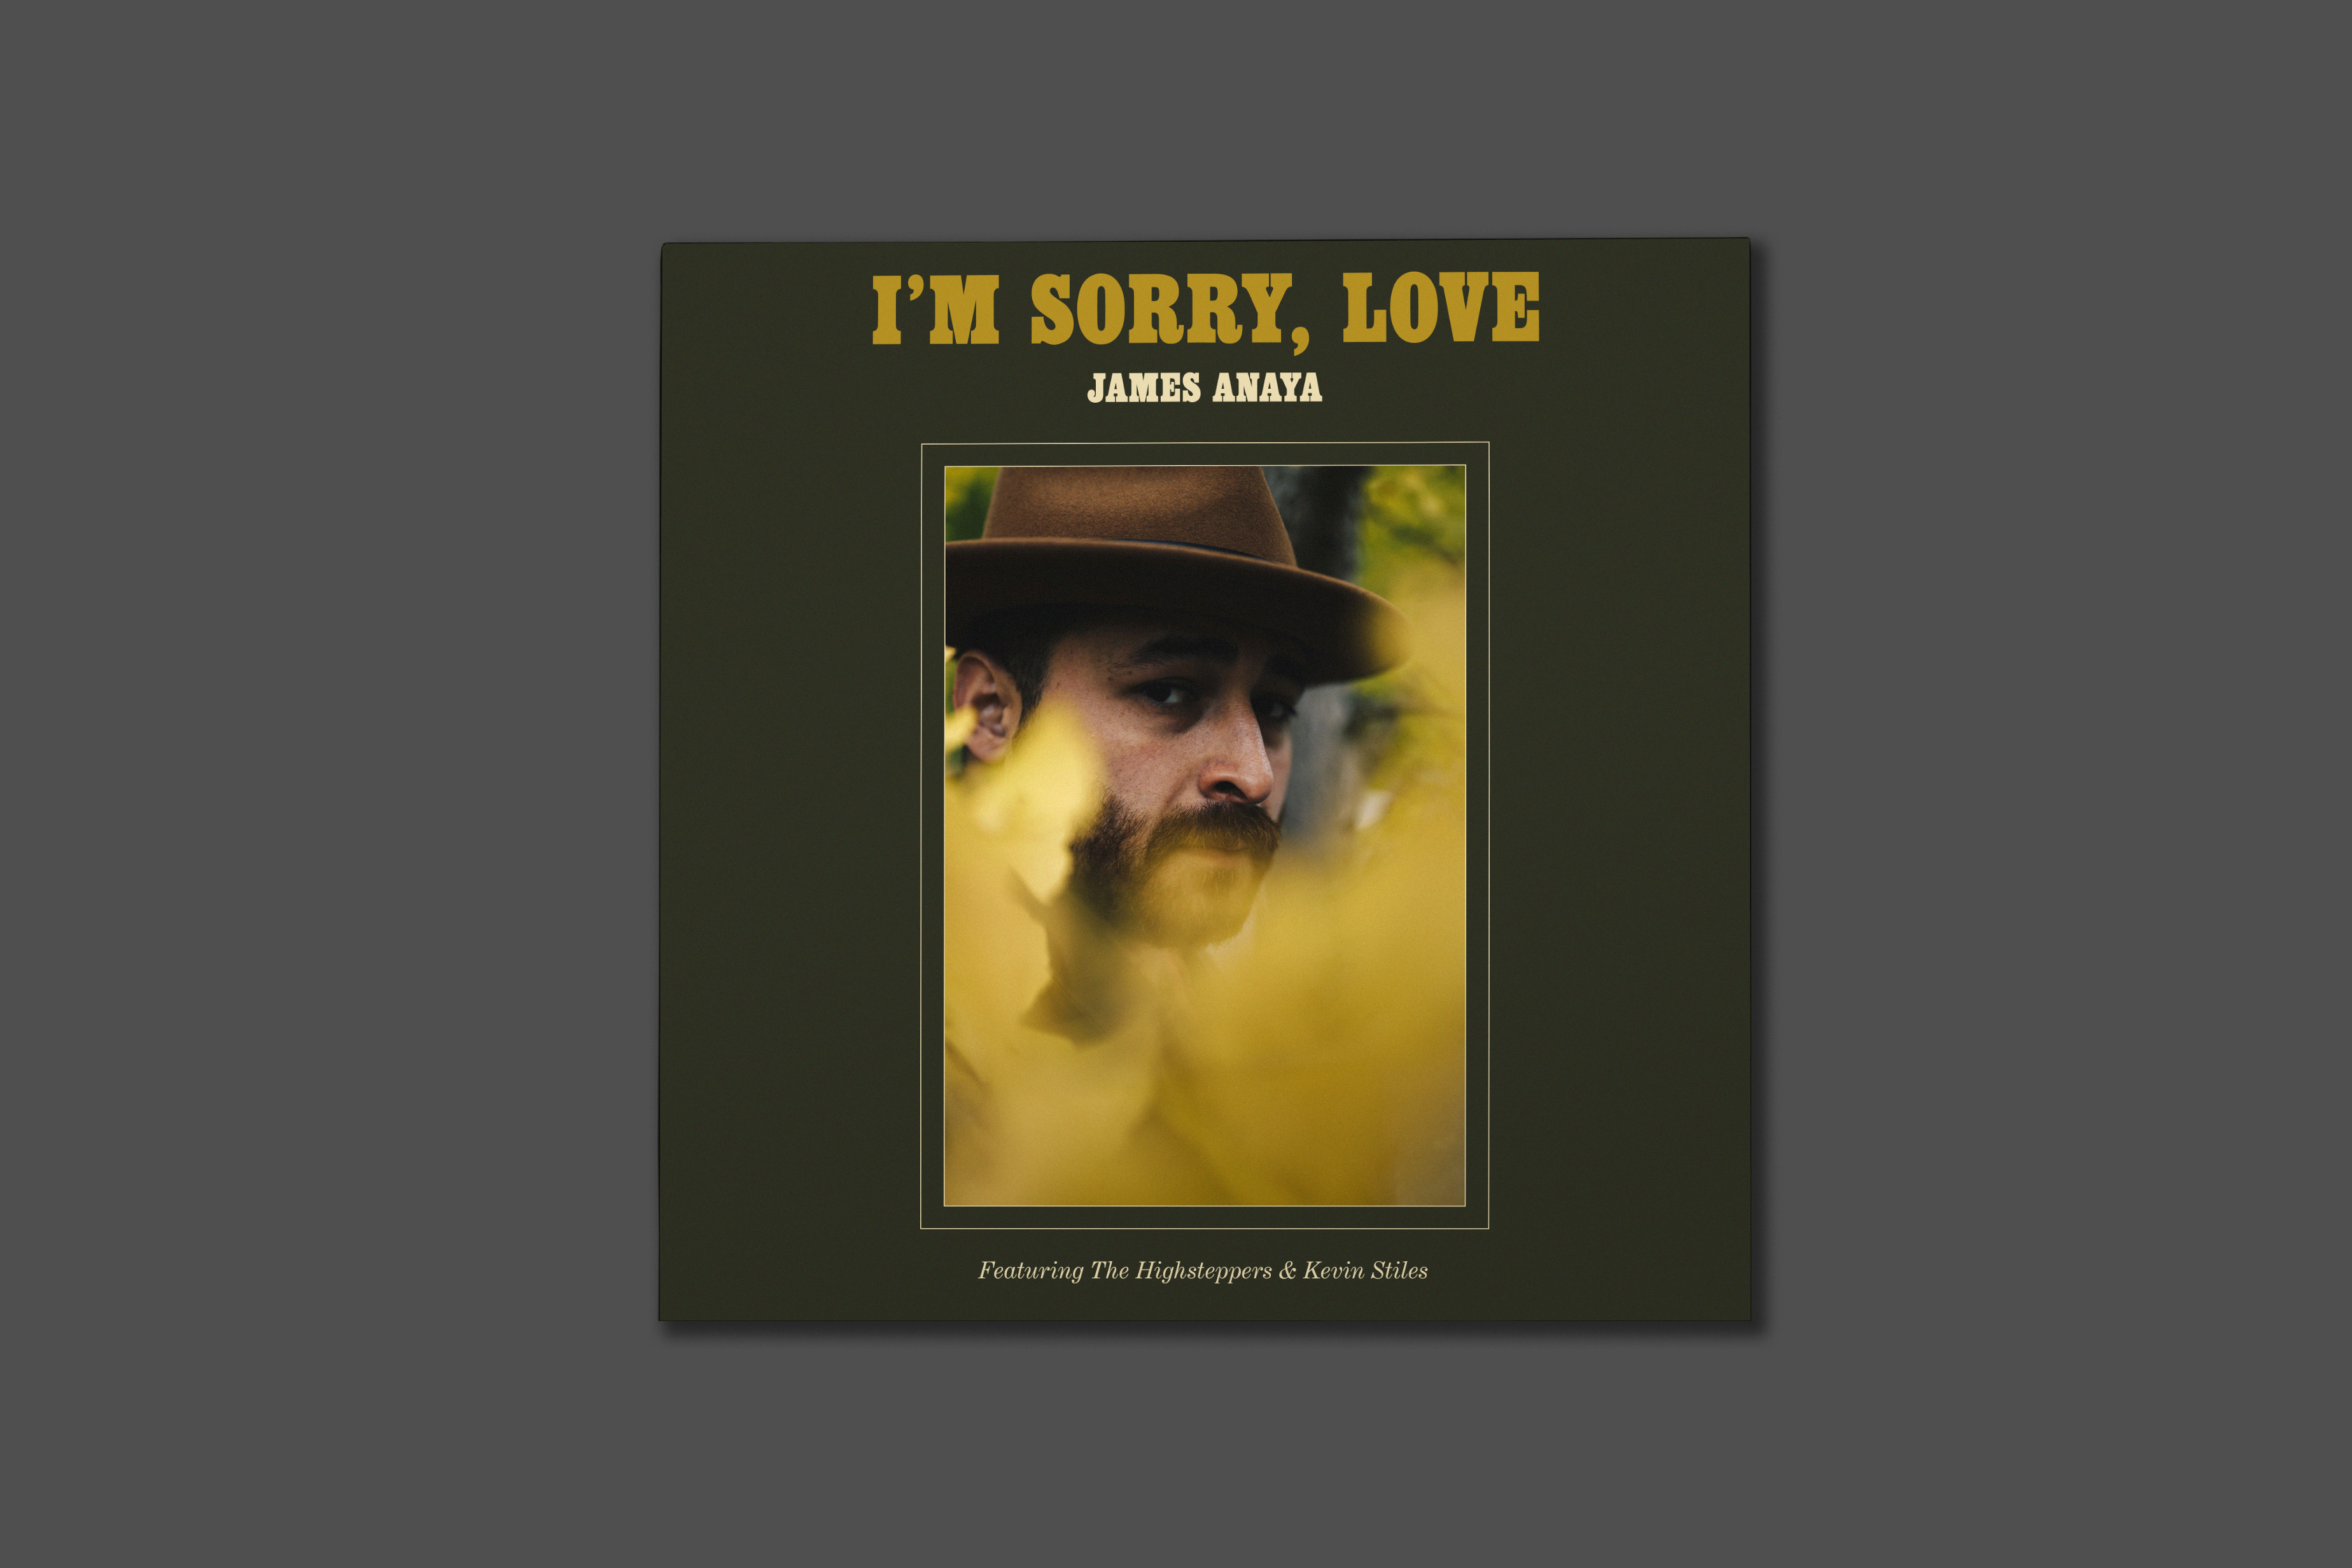 I’M SORRY, LOVE
JAMES ANAYA
Featuring The Highsteppers & Kevin Stiles